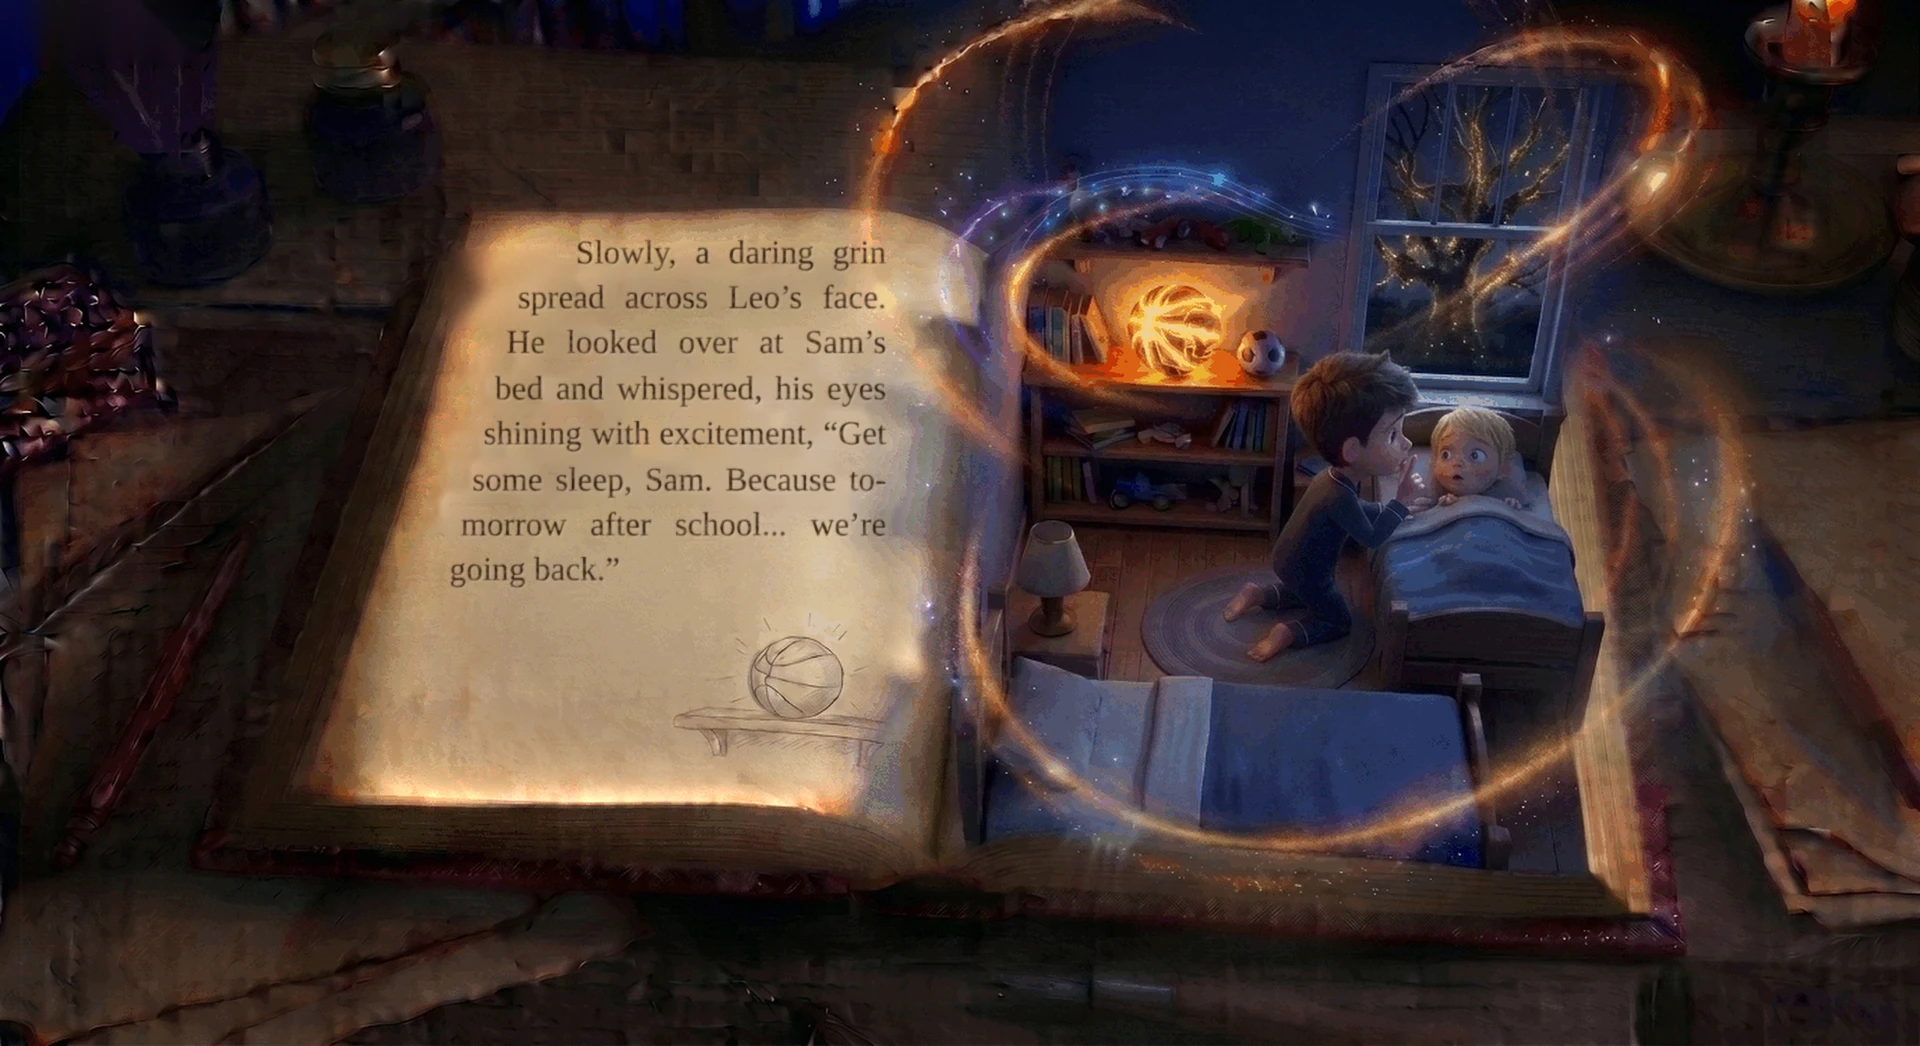 Slowly, a daring grin
spread across Leo’s face.
He looked over at Sam’s
bed and whispered, his eyes
shining with excitement, “Get
some sleep, Sam. Because to-
morrow after school... we’re
going back.”